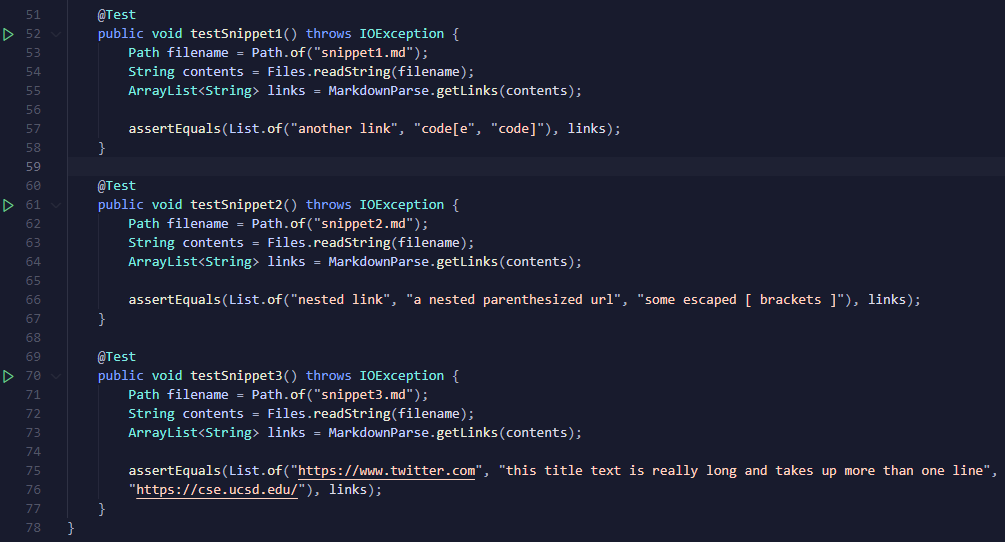 51 @Test
52 public void testSnippet1() throws IOException {
53 Path filename = Path.of("snippet1.md");
54 String contents = Files.readString(filename);
55 ArrayList<String> links = MarkdownParse.getLinks(contents);
56
57 assertEquals(List.of("another link", "code[e", "code]"), links);
58 }
59
60 @Test
61 public void testSnippet2() throws IOException {
62 Path filename = Path.of("snippet2.md");
63 String contents = Files.readString(filename);
64 ArrayList<String> links = MarkdownParse.getLinks(contents);
65
66 assertEquals(List.of("nested link", "a nested parenthesized url", "some escaped [ brackets ]"), links);
67 }
68
69 @Test
70 public void testSnippet3() throws IOException {
71 Path filename = Path.of("snippet3.md");
72 String contents = Files.readString(filename);
73 ArrayList<String> links = MarkdownParse.getLinks(contents);
74
75 assertEquals(List.of("https://www.twitter.com", "this title text is really long and takes up more than one line",
76 "https://cse.ucsd.edu/"), links);
77 }
78 }